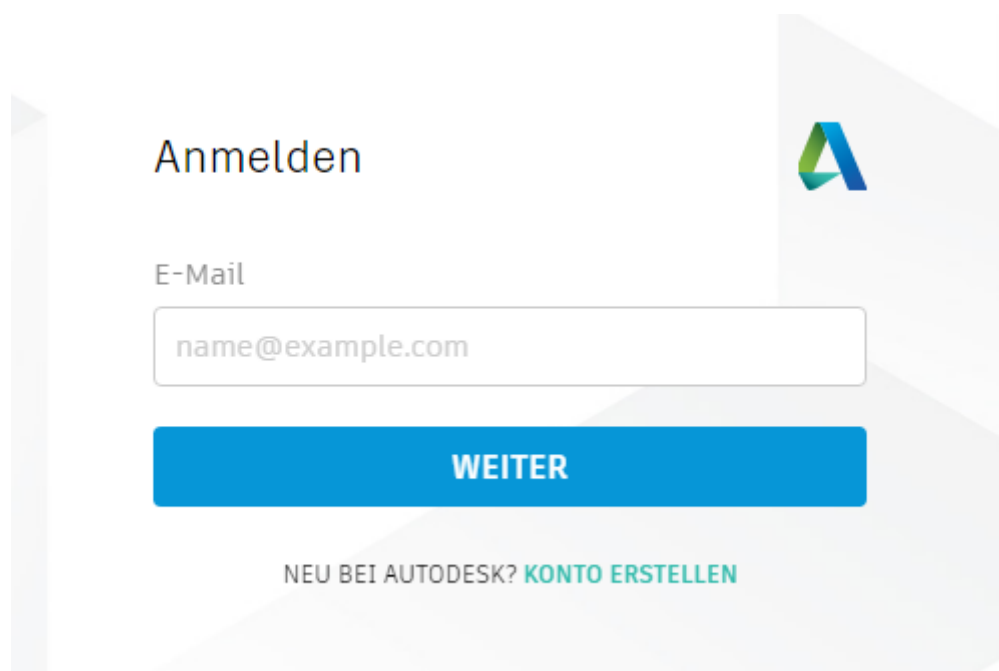 Anmelden
E-Mail
name@example.com
WEITER
NEU BEI AUTODESK? KONTO ERSTELLEN